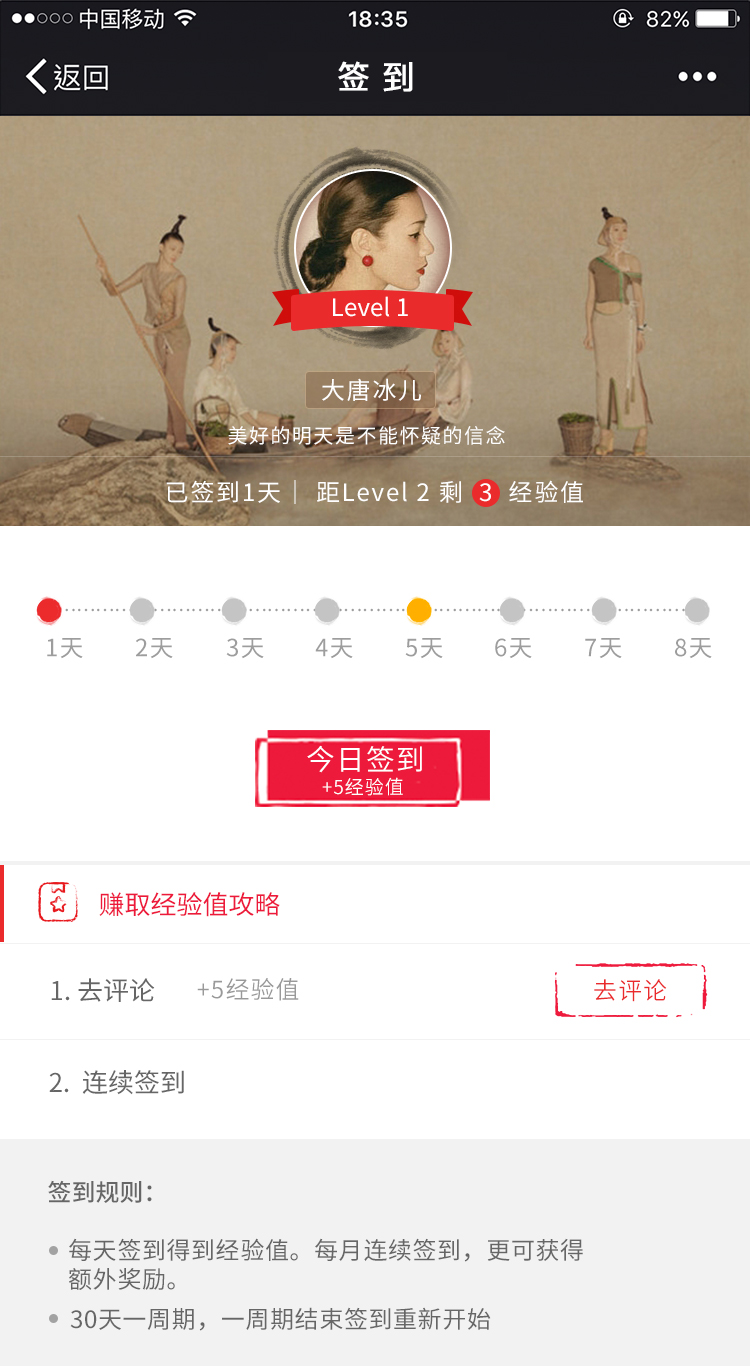 中国移动 18:35 82%
返回 签到
Level 1
大唐冰儿
美好的明天是不能怀疑的信念
已签到1天 | 距Level 2 剩 3 经验值
1天 2天 3天 4天 5天 6天 7天 8天
今日签到
+5经验值
赚取经验值攻略
1. 去评论 +5经验值 去评论
2. 连续签到
签到规则：
每天签到得到经验值。每月连续签到，更可获得
额外奖励。
30天一周期，一周期结束签到重新开始